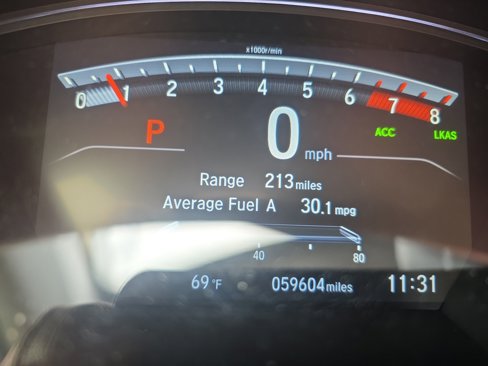 x1000r/min
0 1 2 3 4 5 6 7 8
P 0 mph ACC LKAS
Range 213 miles
Average Fuel A 30.1 mpg
40 80
69 °F 059604 miles 11:31